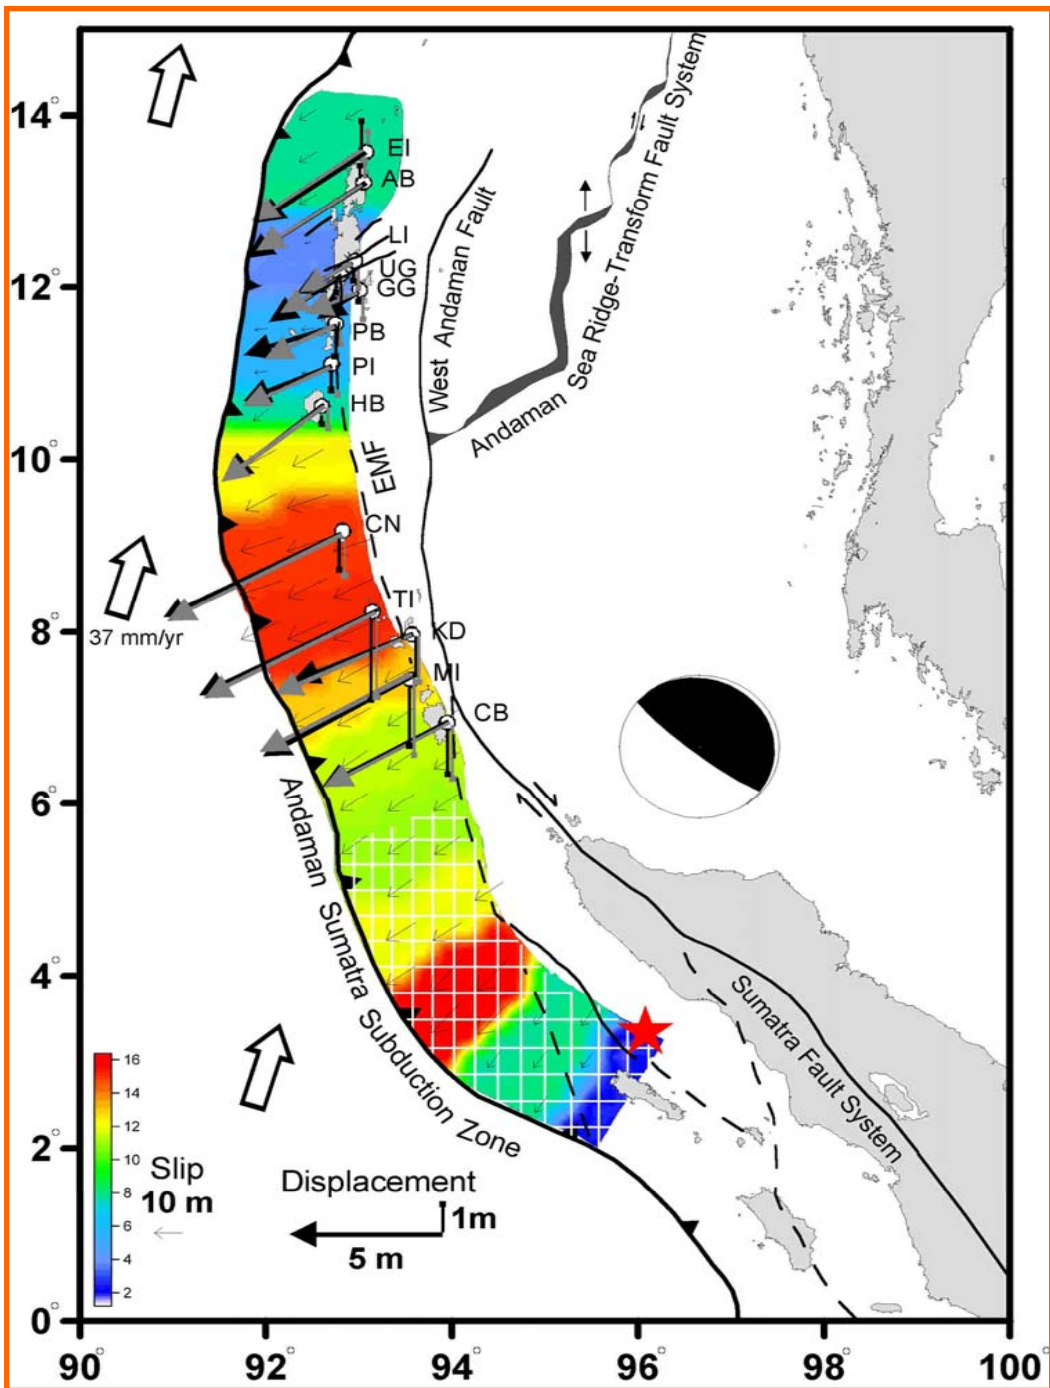 14°
12°
10°
8°
6°
4°
2°
0°
90°
92°
94°
96°
98°
100°
EI
AB
LI
UG
GG
PB
PI
HB
EMF
CN
TI
KD
MI
CB
West Andaman Fault
Andaman Sea Ridge-Transform Fault System
37 mm/yr
Andaman Sumatra Subduction Zone
Sumatra Fault System
16
14
12
10
8
6
4
2
Slip
10 m
Displacement
1m
5 m